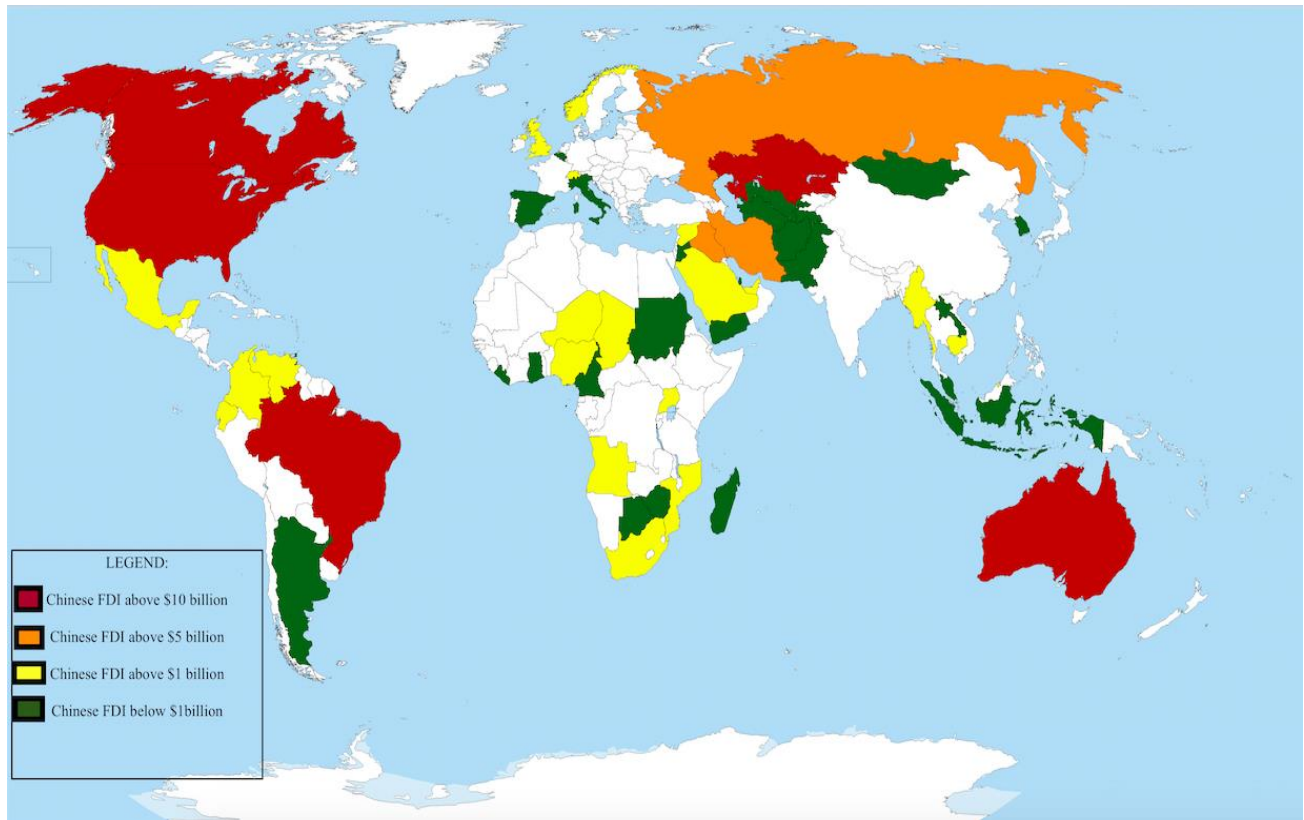 LEGEND:
Chinese FDI above $10 billion
Chinese FDI above $5 billion
Chinese FDI above $1 billion
Chinese FDI below $1billion